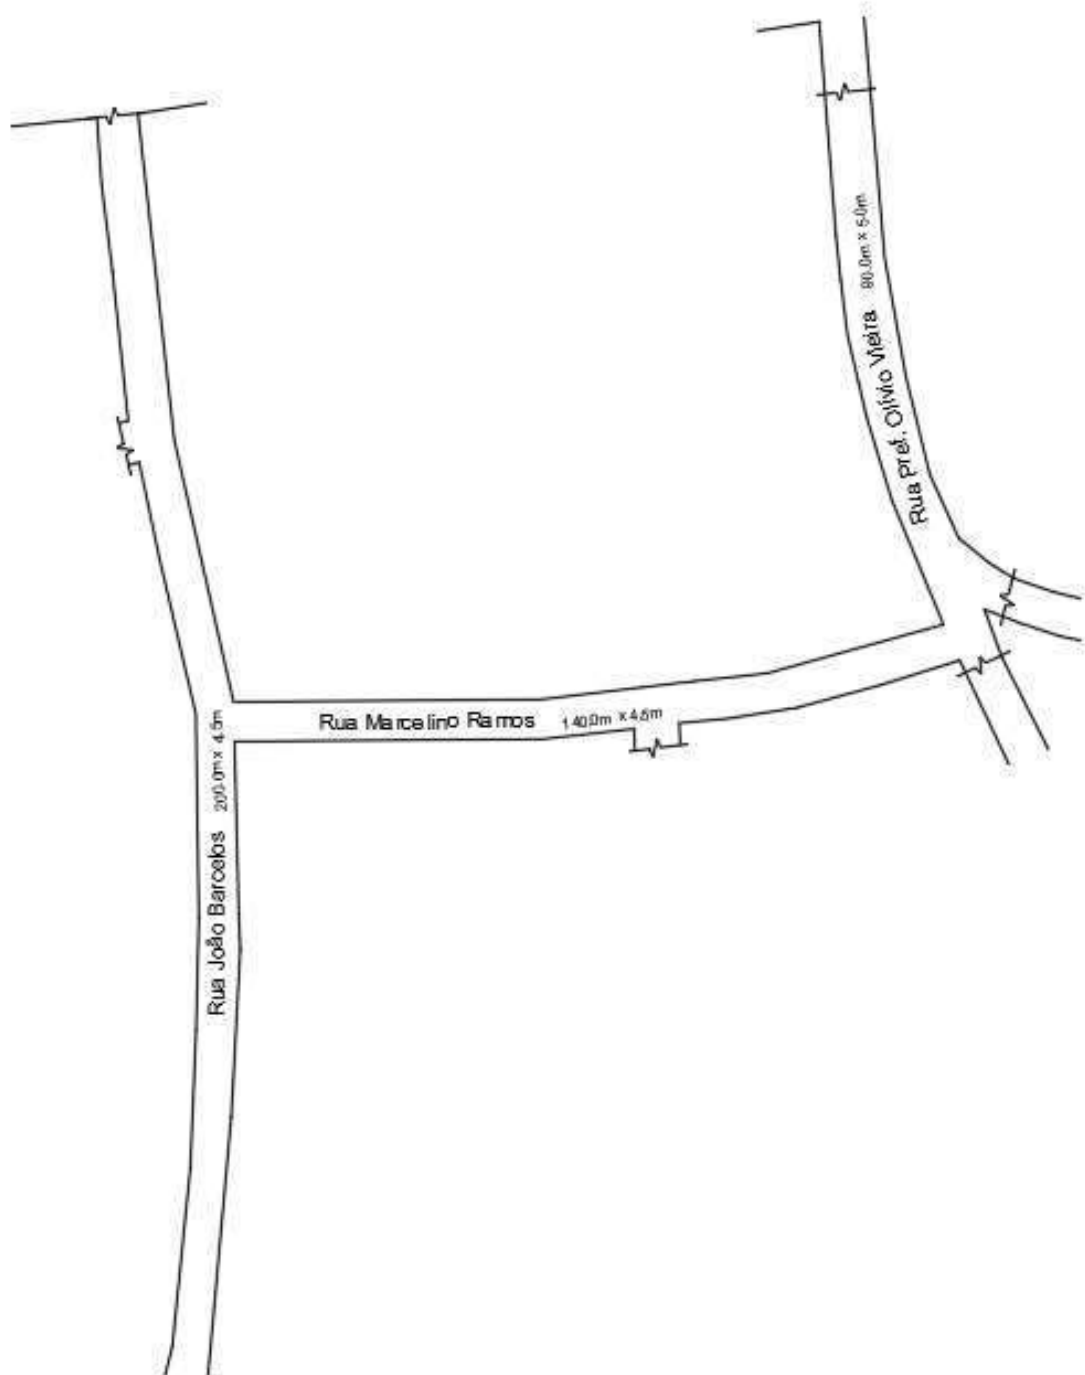 Rua Pref. Olívio Vieira 80.0m x 5.0m
Rua Marcelino Ramos 140.0m x 4.5m
Rua João Barcelos 200.0m x 4.5m